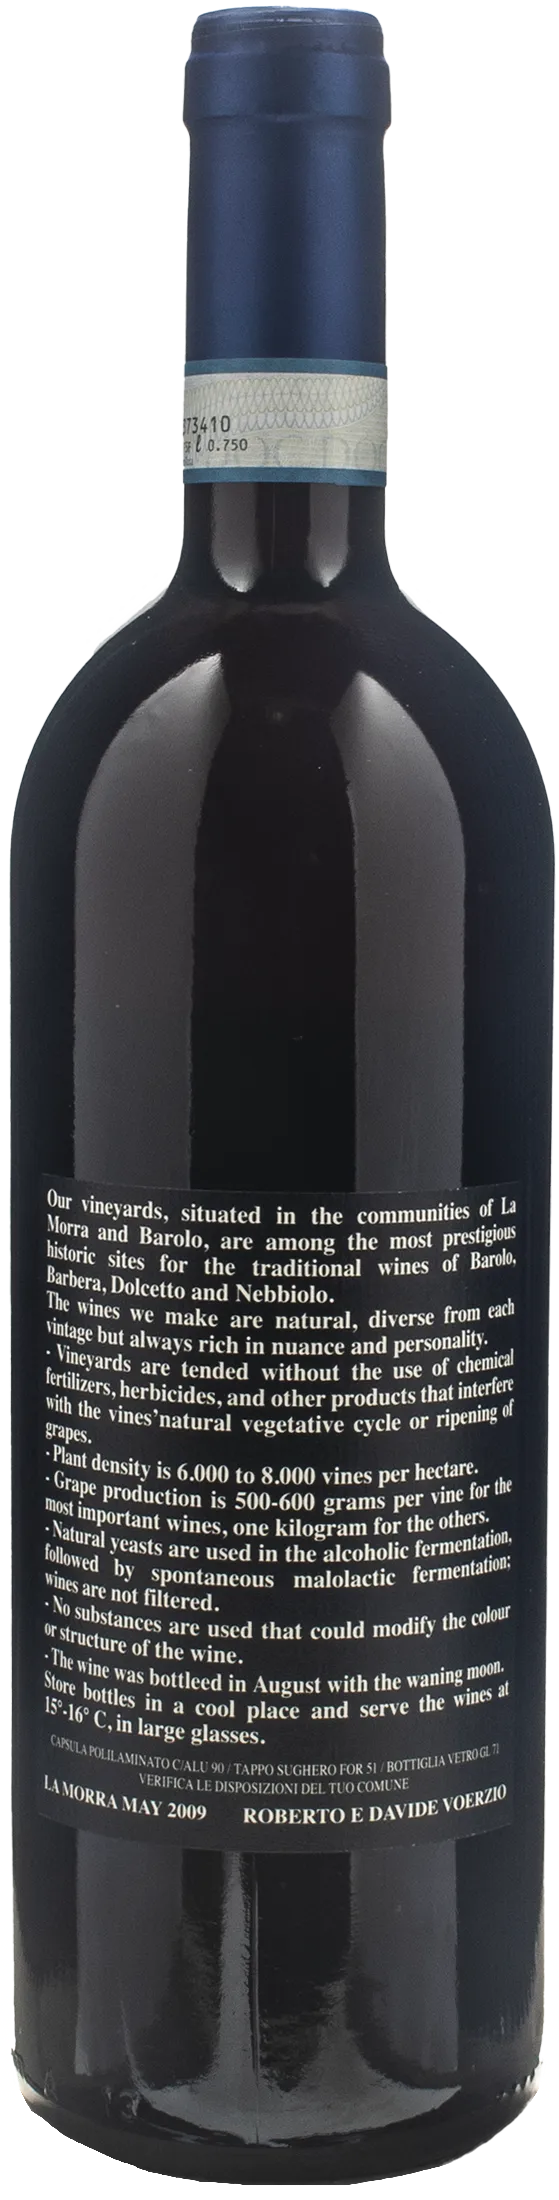 373410
ℓ 0.750
Our vineyards, situated in the communities of La
Morra and Barolo, are among the most prestigious
historic sites for the traditional wines of Barolo,
Barbera, Dolcetto and Nebbiolo.
The wines we make are natural, diverse from each
vintage but always rich in nuance and personality.
- Vineyards are tended without the use of chemical
fertilizers, herbicides, and other products that interfere
with the vines'natural vegetative cycle or ripening of
grapes.
- Plant density is 6.000 to 8.000 vines per hectare.
- Grape production is 500-600 grams per vine for the
most important wines, one kilogram for the others.
- Natural yeasts are used in the alcoholic fermentation,
followed by spontaneous malolactic fermentation;
wines are not filtered.
- No substances are used that could modify the colour
or structure of the wine.
- The wine was bottleed in August with the waning moon.
Store bottles in a cool place and serve the wines at
15°-16° C, in large glasses.
CAPSULA POLILAMINATO C/ALU 90 / TAPPO SUGHERO FOR 51 / BOTTIGLIA VETRO GL 71
VERIFICA LE DISPOSIZIONI DEL TUO COMUNE
LA MORRA MAY 2009 ROBERTO E DAVIDE VOERZIO